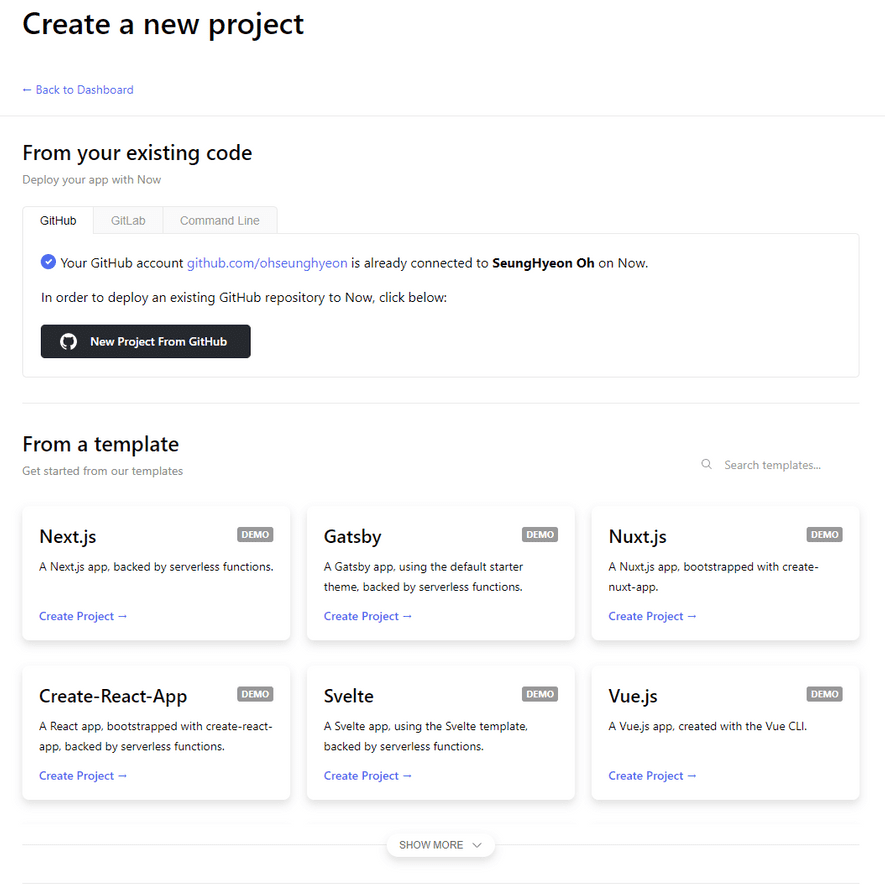 Create a new project
← Back to Dashboard
From your existing code
Deploy your app with Now
GitHub
GitLab
Command Line
Your GitHub account github.com/ohseunghyeon is already connected to SeungHyeon Oh on Now.
In order to deploy an existing GitHub repository to Now, click below:
New Project From GitHub
From a template
Get started from our templates
Search templates...
Next.js
DEMO
A Next.js app, backed by serverless functions.
Create Project →
Gatsby
DEMO
A Gatsby app, using the default starter
theme, backed by serverless functions.
Create Project →
Nuxt.js
DEMO
A Nuxt.js app, bootstrapped with create-
nuxt-app.
Create Project →
Create-React-App
DEMO
A React app, bootstrapped with create-react-
app, backed by serverless functions.
Create Project →
Svelte
DEMO
A Svelte app, using the Svelte template,
backed by serverless functions.
Create Project →
Vue.js
DEMO
A Vue.js app, created with the Vue CLI.
Create Project →
SHOW MORE